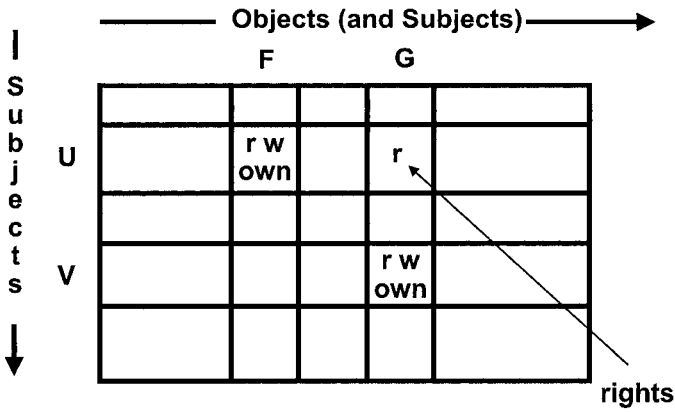 Objects (and Subjects)
F G
Subjects
U
r w
own
r
V
r w
own
rights